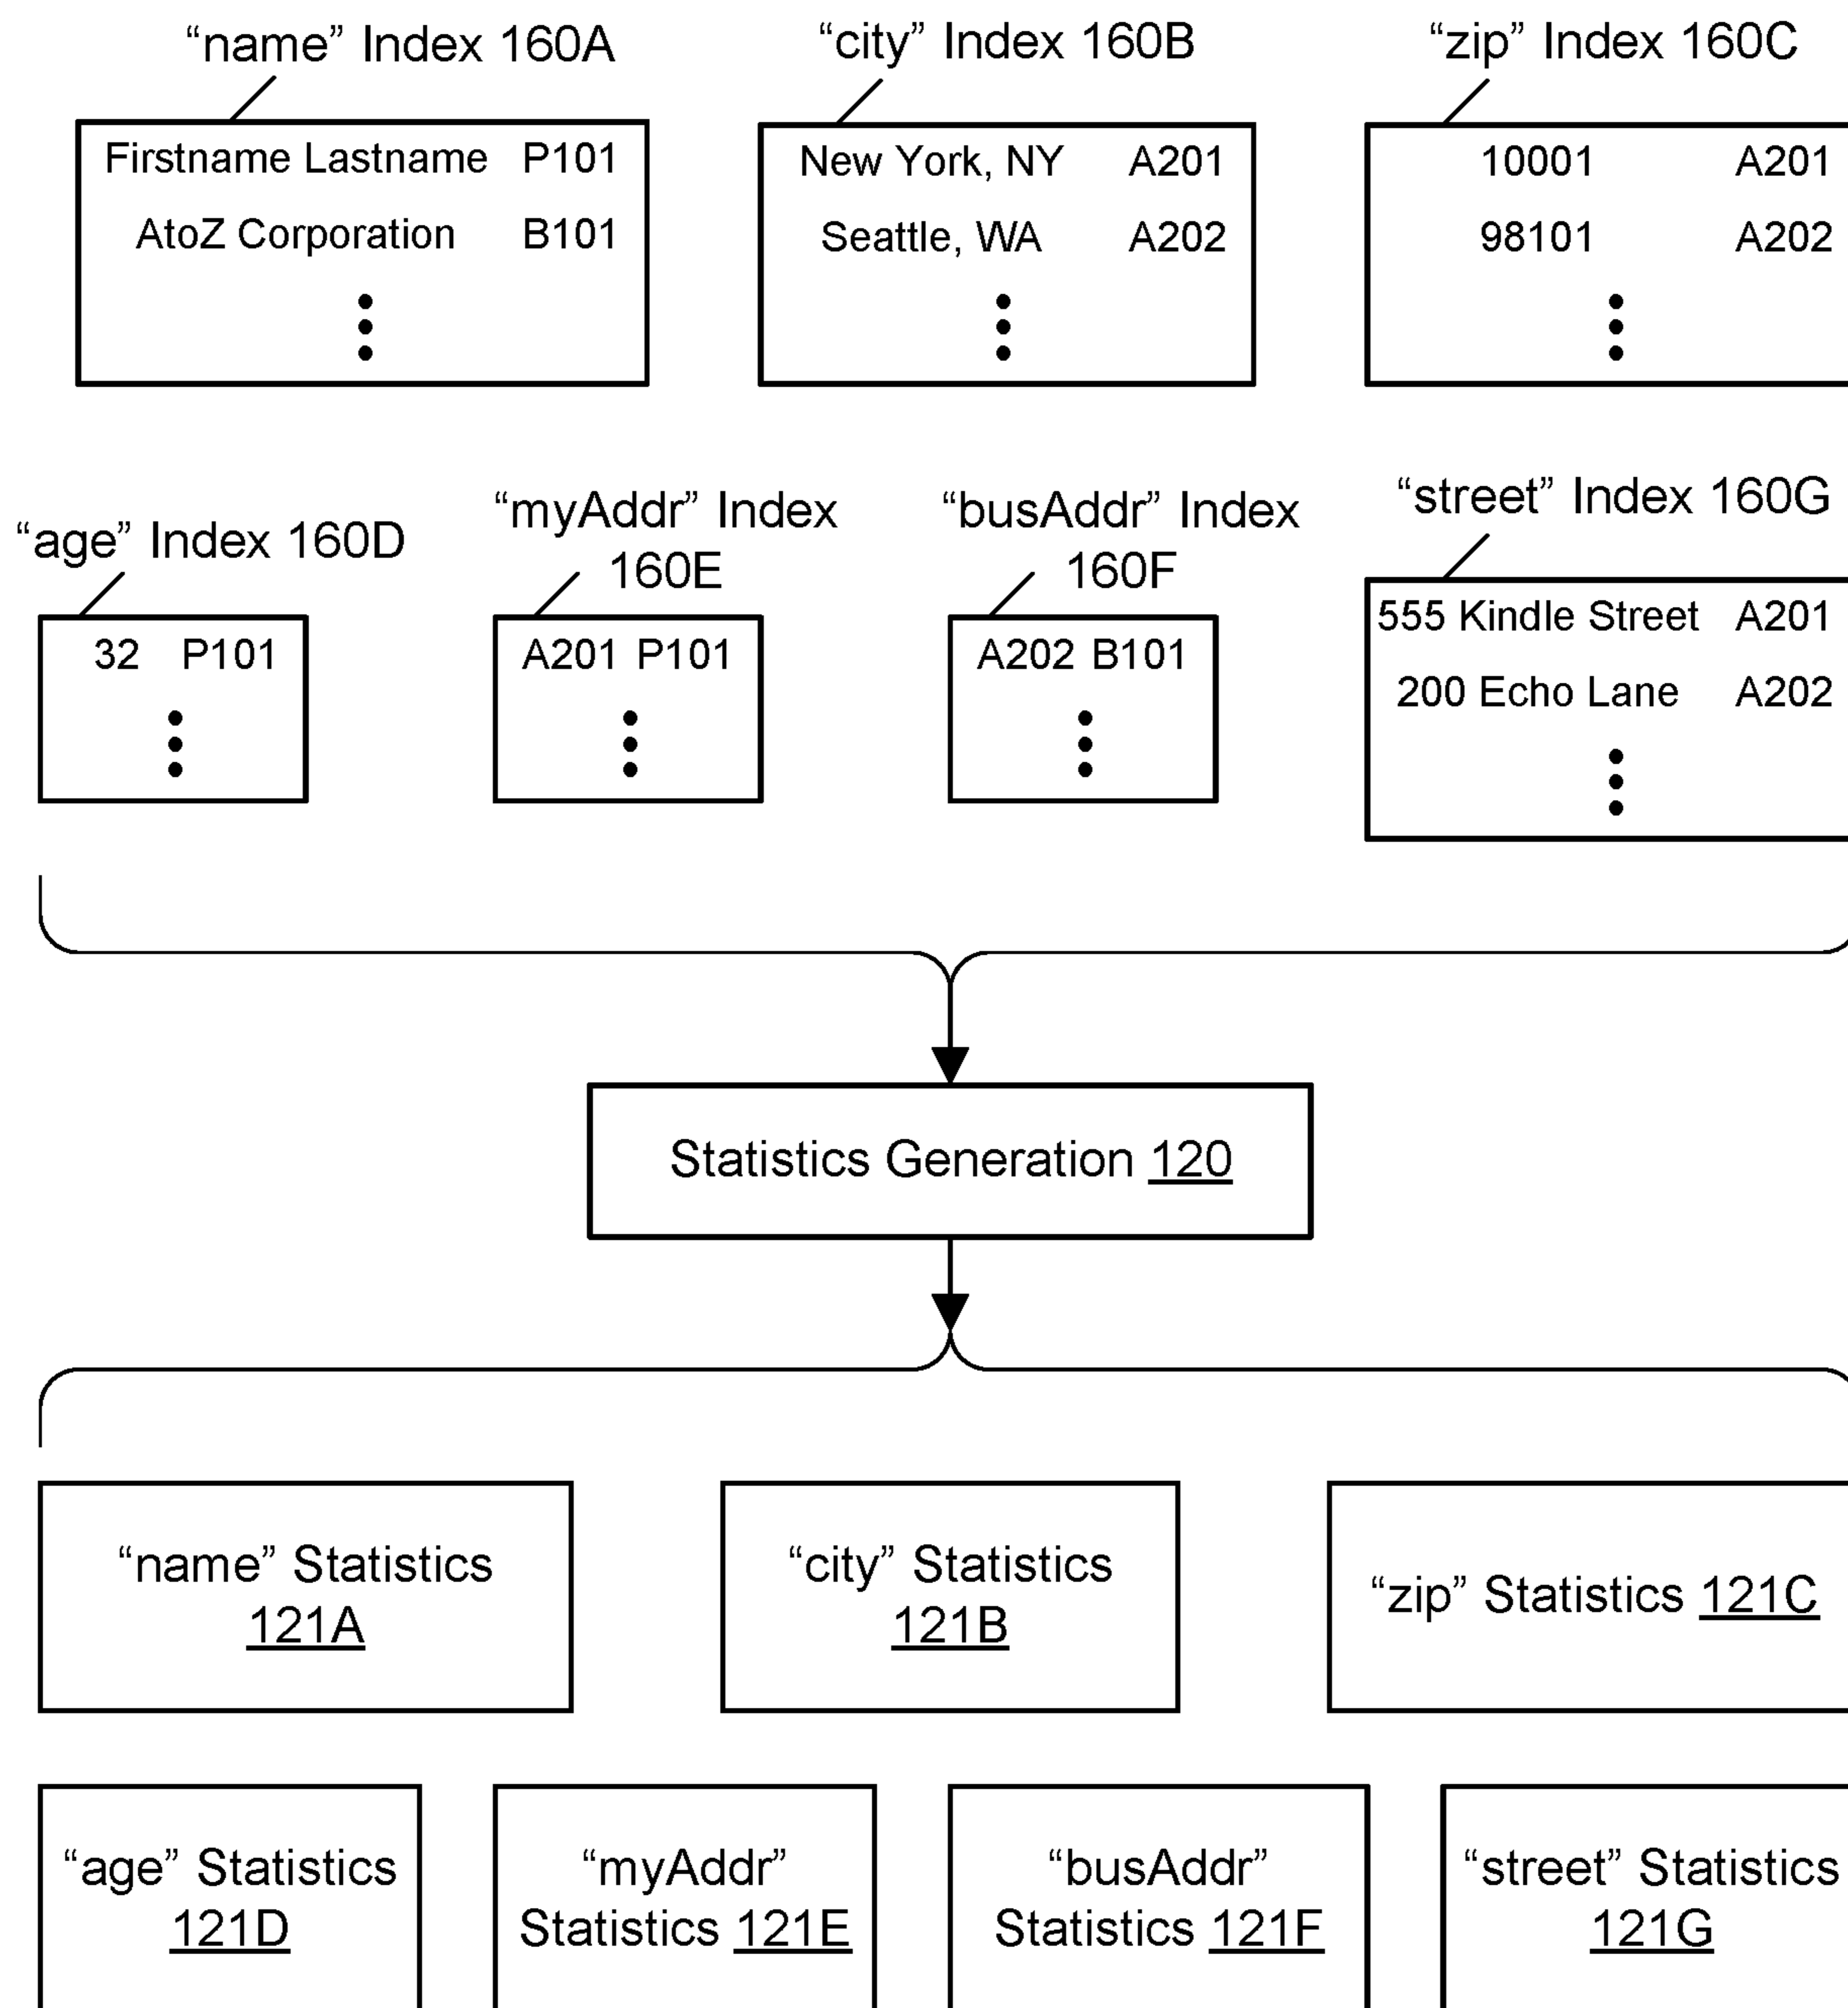 “name” Index 160A
“city” Index 160B
“zip” Index 160C
Firstname Lastname P101
AtoZ Corporation B101
New York, NY A201
Seattle, WA A202
10001 A201
98101 A202
“age” Index 160D
“myAddr” Index
160E
“busAddr” Index
160F
“street” Index 160G
32 P101
A201 P101
A202 B101
555 Kindle Street A201
200 Echo Lane A202
Statistics Generation 120
“name” Statistics
121A
“city” Statistics
121B
“zip” Statistics 121C
“age” Statistics
121D
“myAddr”
Statistics 121E
“busAddr”
Statistics 121F
“street” Statistics
121G